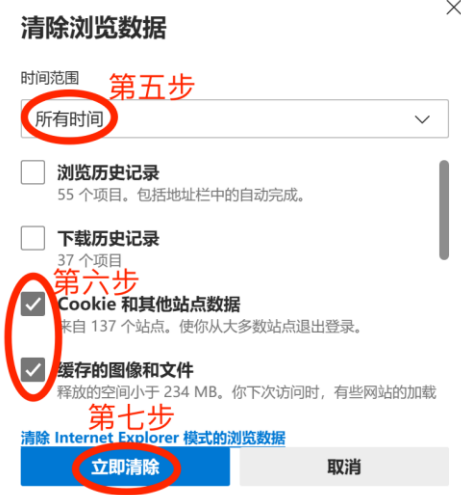 清除浏览数据
时间范围
第五步
所有时间
浏览历史记录
55 个项目。包括地址栏中的自动完成。
下载历史记录
37 个项目
第六步
Cookie 和其他站点数据
来自 137 个站点。使你从大多数站点退出登录。
缓存的图像和文件
释放的空间小于 234 MB。你下次访问时，有些网站的加载
第七步
清除 Internet Explorer 模式的浏览数据
立即清除
取消